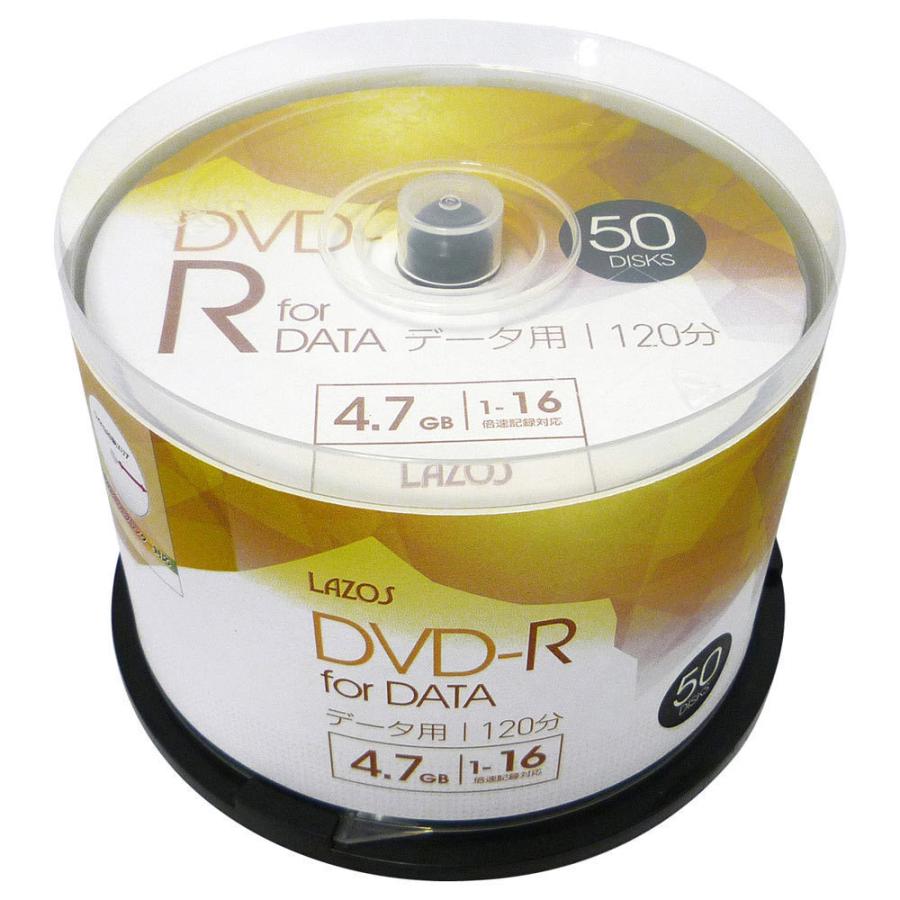 DVD-
R for
DATA データ用 | 120分
50
DISKS
4.7GB
1-16
倍速記録対応
LAZOS
LAZOS
DVD-R
for DATA
データ用 | 120分
4.7GB
1-16
倍速記録対応
50
DISKS